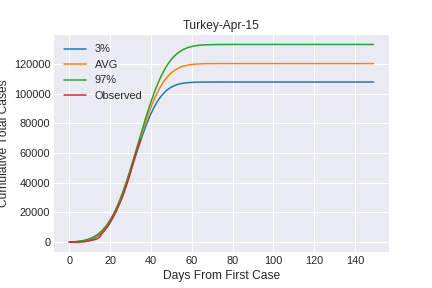 Turkey-Apr-15
3%
AVG
97%
Observed
120000
100000
80000
60000
40000
20000
0
Cumulative Total Cases
0 20 40 60 80 100 120 140
Days From First Case